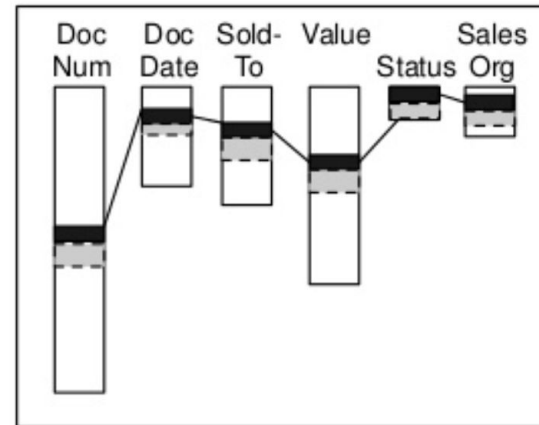 Doc Num
Doc Date
Sold-To
Value
Status
Sales Org